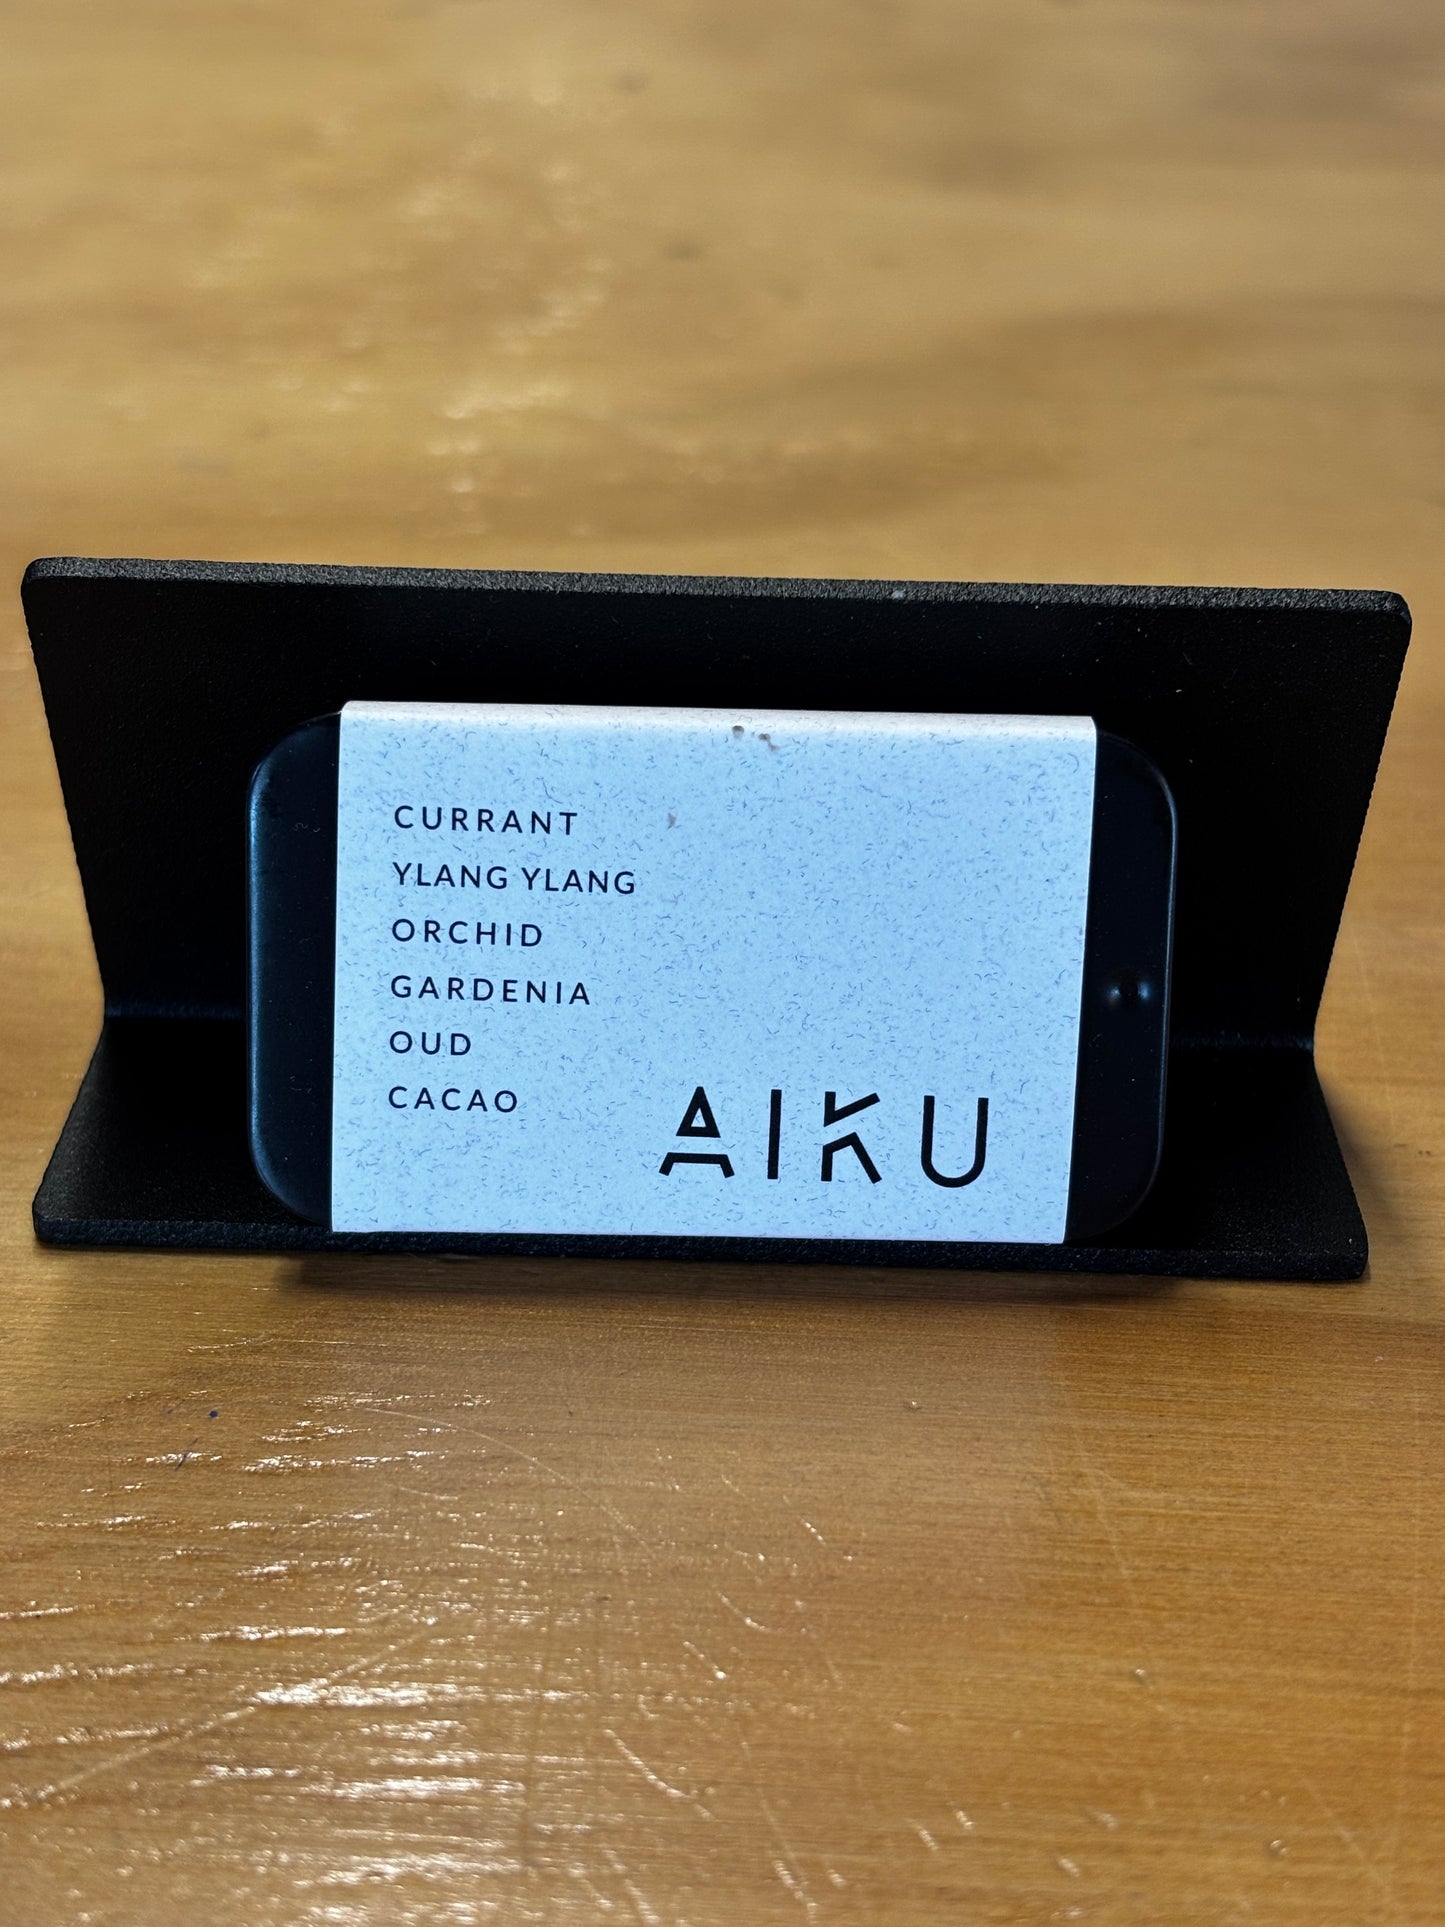 CURRANT
YLANG YLANG
ORCHID
GARDENIA
OUD
CACAO
AIKU